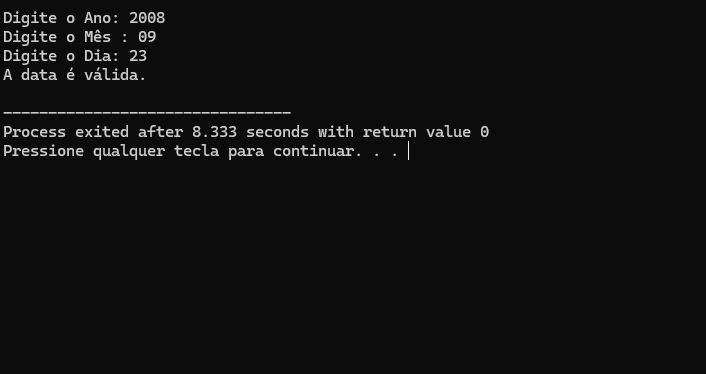 Digite o Ano: 2008
Digite o Mês : 09
Digite o Dia: 23
A data é válida.
--------------------------------
Process exited after 8.333 seconds with return value 0
Pressione qualquer tecla para continuar. . .